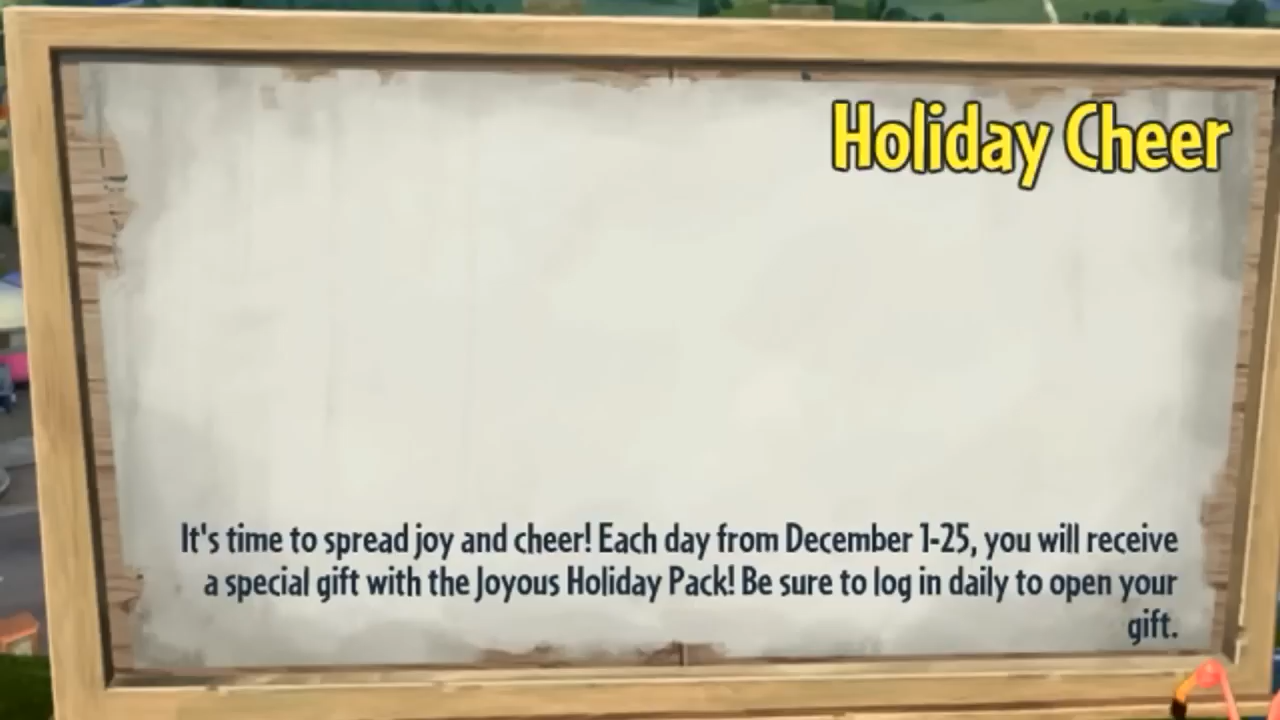 Holiday Cheer
It's time to spread joy and cheer! Each day from December 1-25, you will receive
a special gift with the Joyous Holiday Pack! Be sure to log in daily to open your
gift.